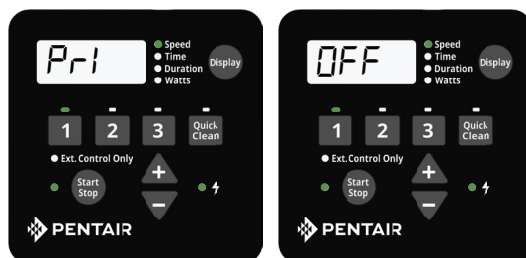 PrI
Speed
Time
Duration
Watts
Display
1 2 3 Quick Clean
Ext. Control Only
Start
Stop
+
−
PENTAIR
OFF
Speed
Time
Duration
Watts
Display
1 2 3 Quick Clean
Ext. Control Only
Start
Stop
+
−
PENTAIR